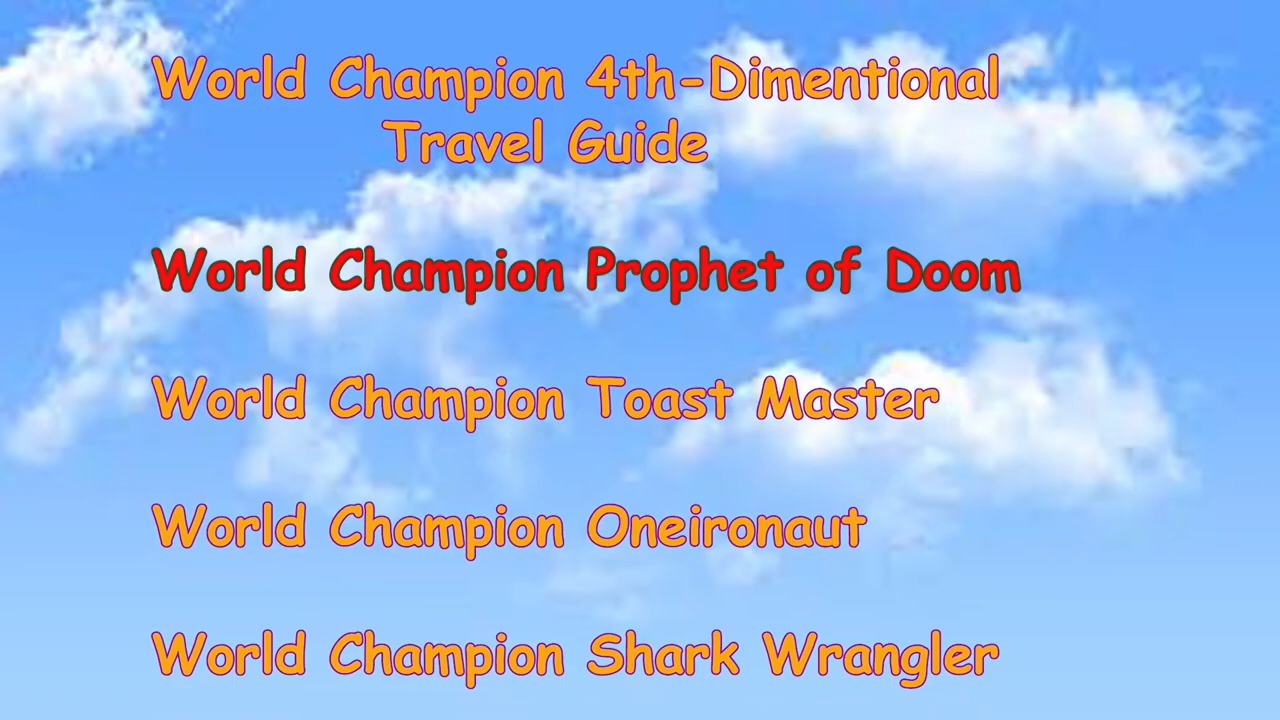 World Champion 4th-Dimentional
Travel Guide
World Champion Prophet of Doom
World Champion Toast Master
World Champion Oneironaut
World Champion Shark Wrangler